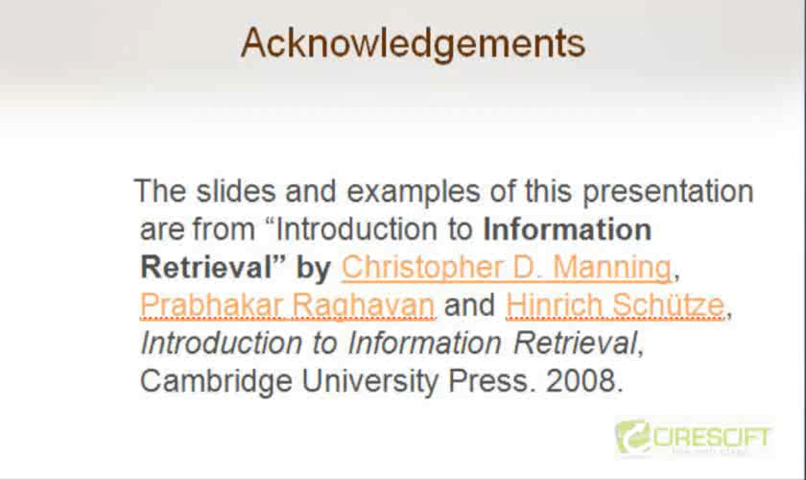 Acknowledgements
The slides and examples of this presentation
are from “Introduction to Information
Retrieval” by Christopher D. Manning,
Prabhakar Raghavan and Hinrich Schütze,
Introduction to Information Retrieval,
Cambridge University Press. 2008.